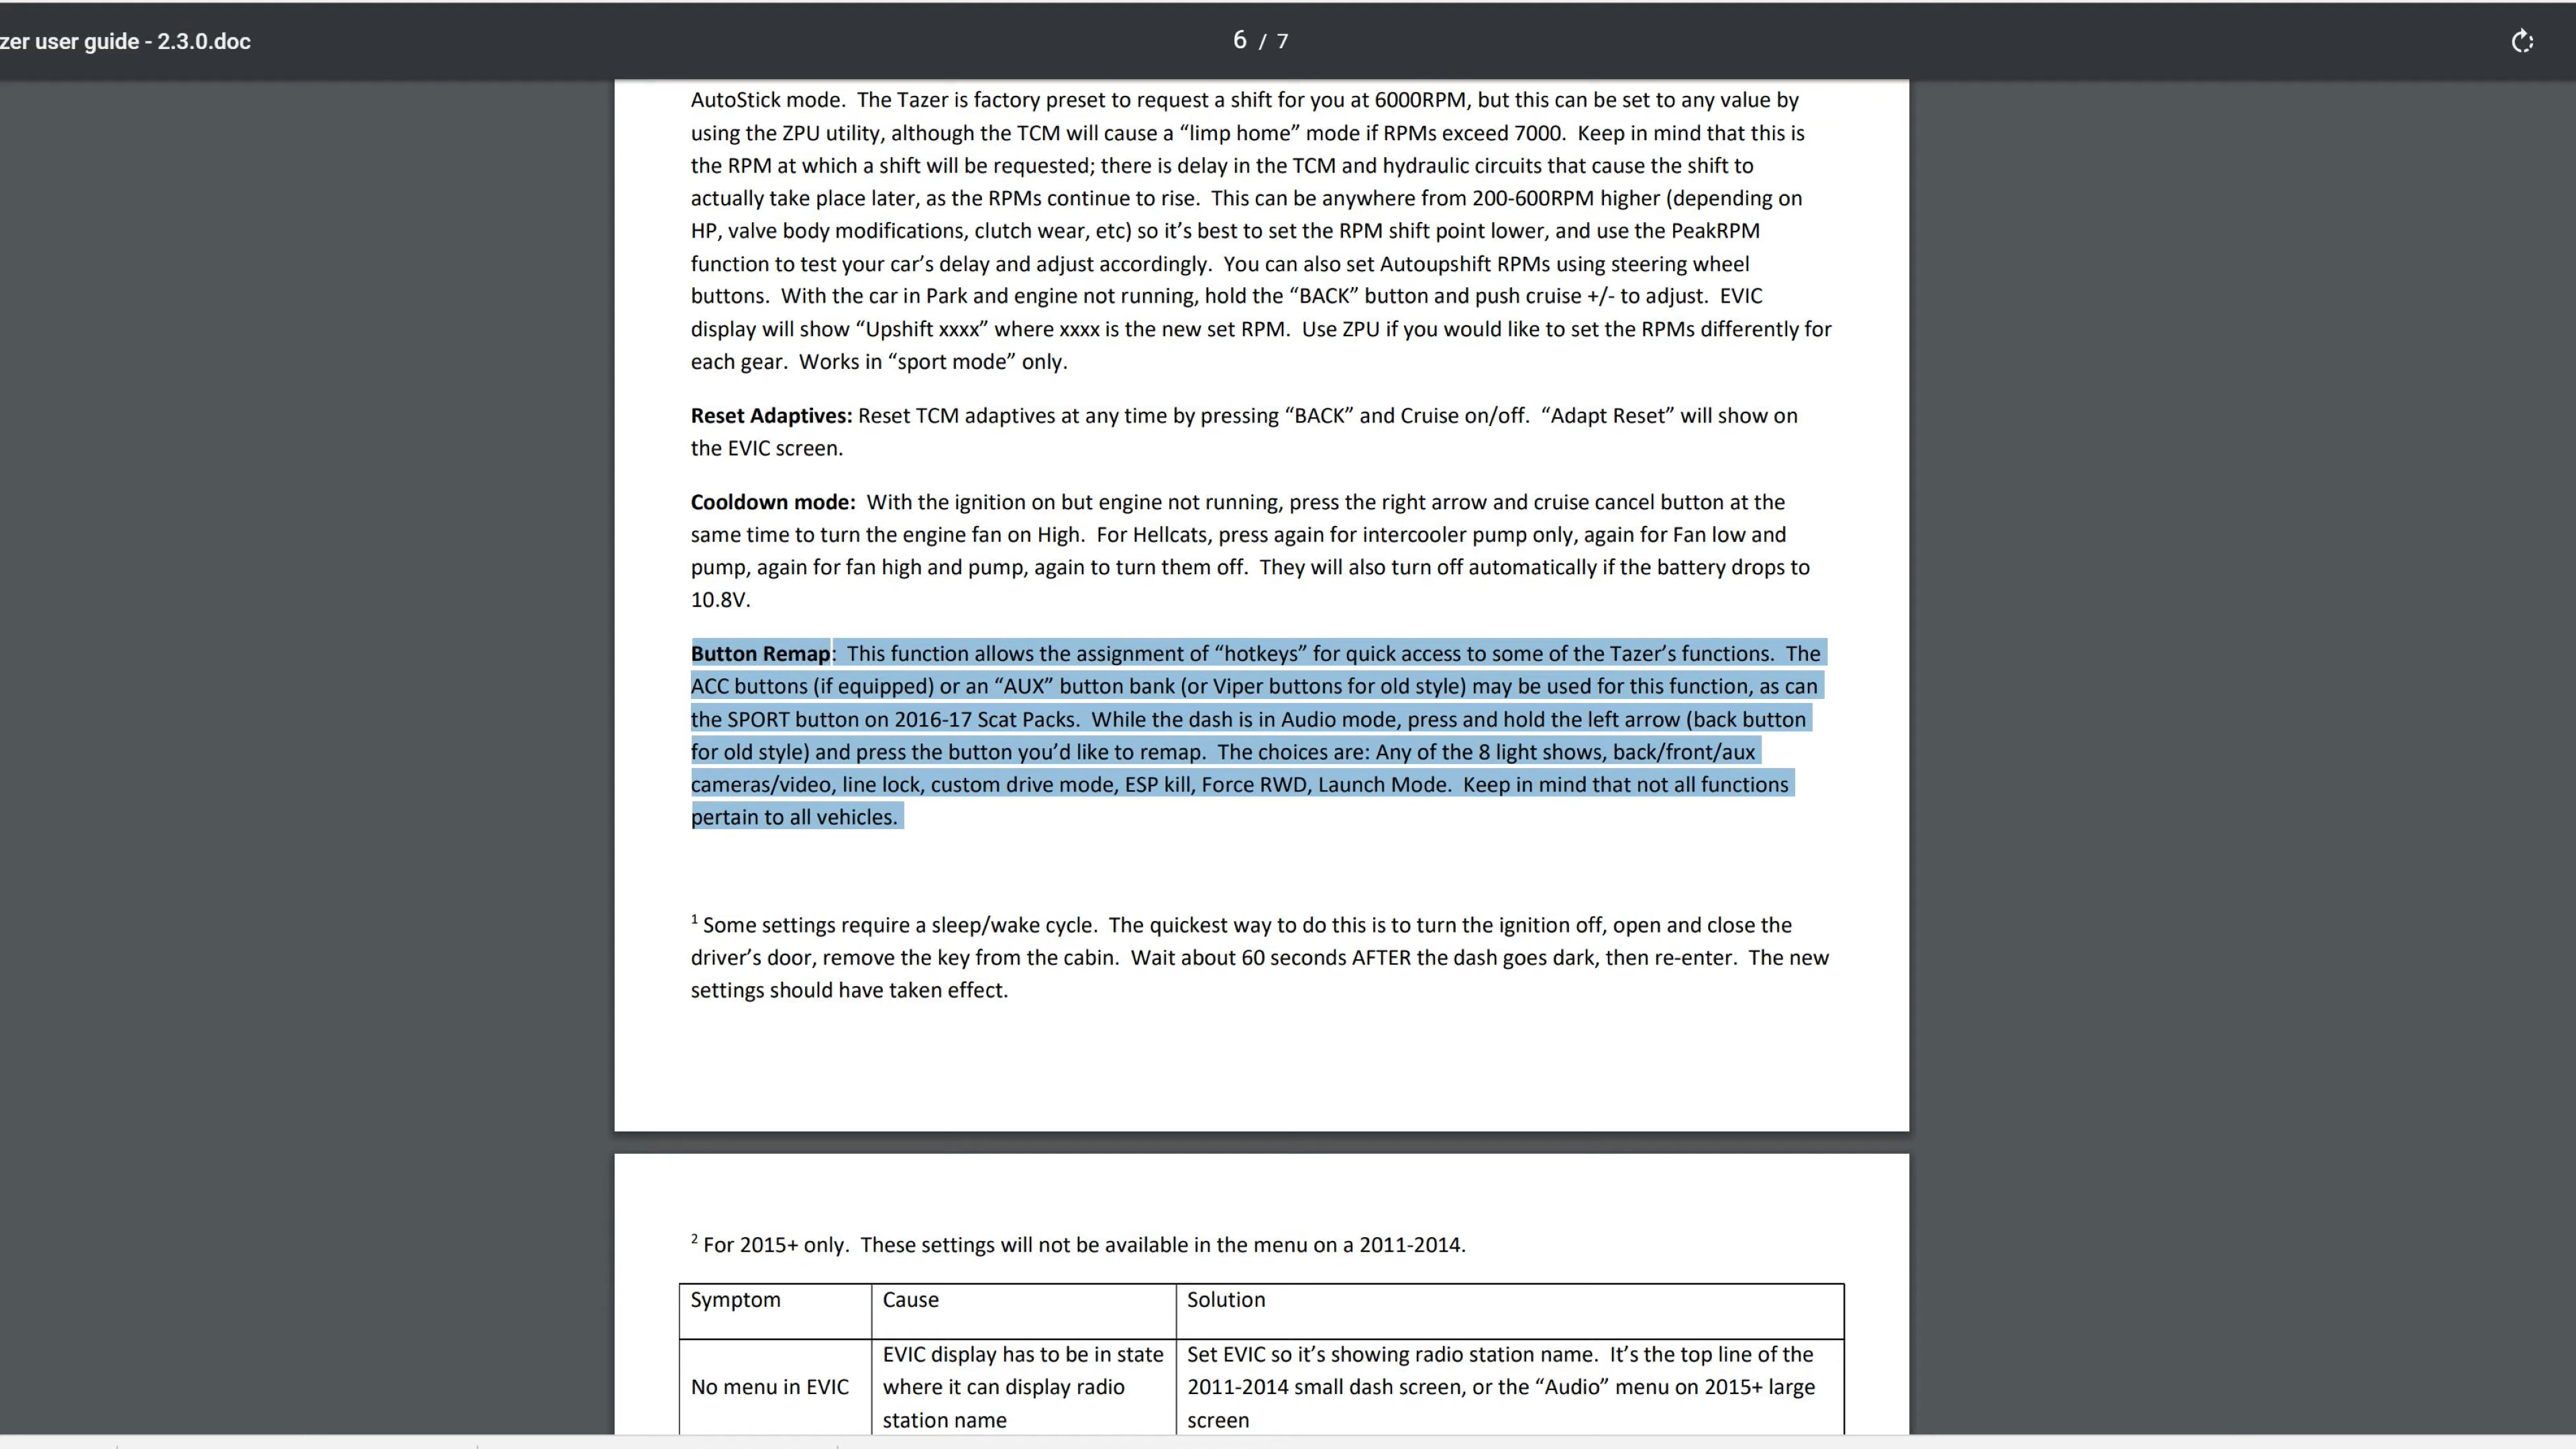 zer user guide - 2.3.0.doc
6 / 7
AutoStick mode.  The Tazer is factory preset to request a shift for you at 6000RPM, but this can be set to any value by
using the ZPU utility, although the TCM will cause a “limp home” mode if RPMs exceed 7000.  Keep in mind that this is
the RPM at which a shift will be requested; there is delay in the TCM and hydraulic circuits that cause the shift to
actually take place later, as the RPMs continue to rise.  This can be anywhere from 200-600RPM higher (depending on
HP, valve body modifications, clutch wear, etc) so it’s best to set the RPM shift point lower, and use the PeakRPM
function to test your car’s delay and adjust accordingly.  You can also set Autoupshift RPMs using steering wheel
buttons.  With the car in Park and engine not running, hold the “BACK” button and push cruise +/- to adjust.  EVIC
display will show “Upshift xxxx” where xxxx is the new set RPM.  Use ZPU if you would like to set the RPMs differently for
each gear.  Works in “sport mode” only.
Reset Adaptives: Reset TCM adaptives at any time by pressing “BACK” and Cruise on/off.  “Adapt Reset” will show on
the EVIC screen.
Cooldown mode:  With the ignition on but engine not running, press the right arrow and cruise cancel button at the
same time to turn the engine fan on High.  For Hellcats, press again for intercooler pump only, again for Fan low and
pump, again for fan high and pump, again to turn them off.  They will also turn off automatically if the battery drops to
10.8V.
Button Remap:  This function allows the assignment of “hotkeys” for quick access to some of the Tazer’s functions.  The
ACC buttons (if equipped) or an “AUX” button bank (or Viper buttons for old style) may be used for this function, as can
the SPORT button on 2016-17 Scat Packs.  While the dash is in Audio mode, press and hold the left arrow (back button
for old style) and press the button you’d like to remap.  The choices are: Any of the 8 light shows, back/front/aux
cameras/video, line lock, custom drive mode, ESP kill, Force RWD, Launch Mode.  Keep in mind that not all functions
pertain to all vehicles.
1 Some settings require a sleep/wake cycle.  The quickest way to do this is to turn the ignition off, open and close the
driver’s door, remove the key from the cabin.  Wait about 60 seconds AFTER the dash goes dark, then re-enter.  The new
settings should have taken effect.
2 For 2015+ only.  These settings will not be available in the menu on a 2011-2014.
Symptom
Cause
Solution
No menu in EVIC
EVIC display has to be in state
where it can display radio
station name
Set EVIC so it’s showing radio station name.  It’s the top line of the
2011-2014 small dash screen, or the “Audio” menu on 2015+ large
screen